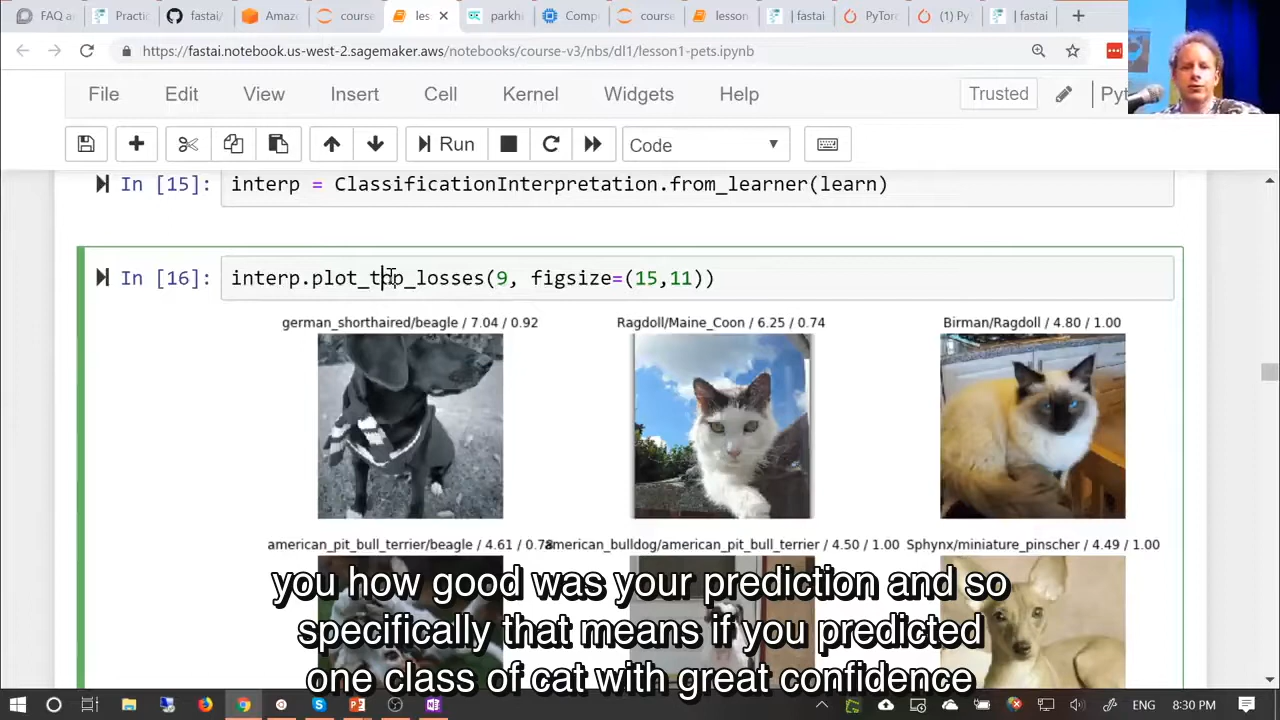 FAQ an
Practic
fastai/
Amaz
course
les
parkh
Comp
course
lesson
| fastai
PyTo
(1) Py
| fastai
https://fastai.notebook.us-west-2.sagemaker.aws/notebooks/course-v3/nbs/dl1/lesson1-pets.ipynb
File Edit View Insert Cell Kernel Widgets Help Trusted Pyt
Run Code
In [15]: interp = ClassificationInterpretation.from_learner(learn)
In [16]: interp.plot_top_losses(9, figsize=(15,11))
german_shorthaired/beagle / 7.04 / 0.92
Ragdoll/Maine_Coon / 6.25 / 0.74
Birman/Ragdoll / 4.80 / 1.00
american_pit_bull_terrier/beagle / 4.61 / 0.78
american_bulldog/american_pit_bull_terrier / 4.50 / 1.00
Sphynx/miniature_pinscher / 4.49 / 1.00
you how good was your prediction and so
specifically that means if you predicted
one class of cat with great confidence
ENG 8:30 PM